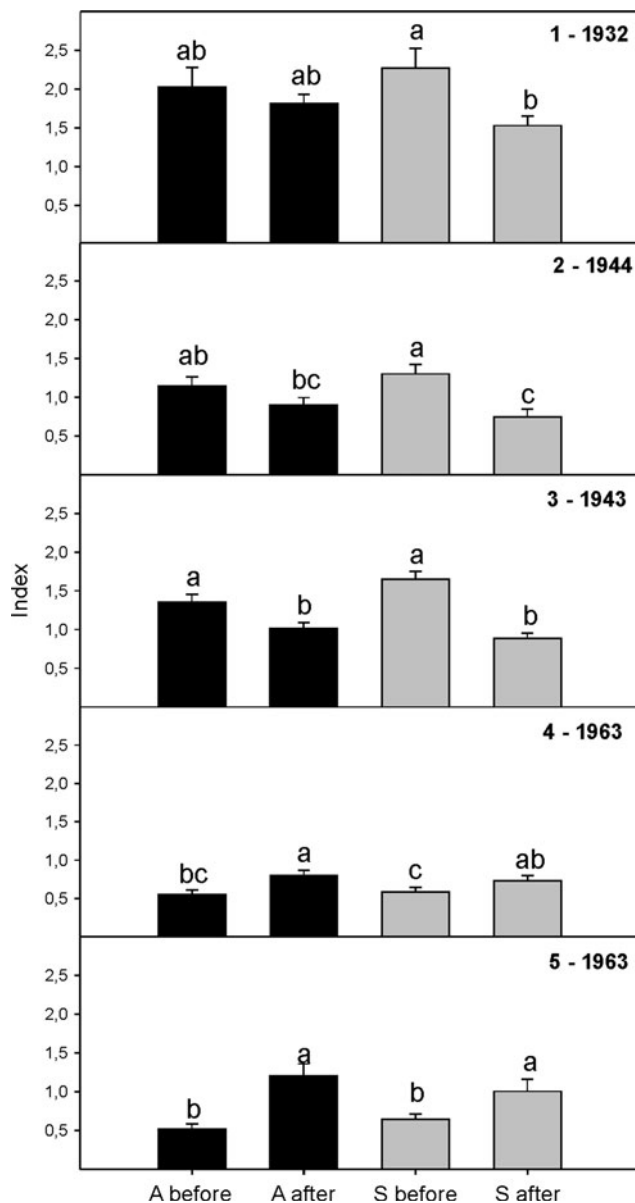 1 - 1932
ab ab a b
2,5
2,0
1,5
1,0
0,5
2 - 1944
ab bc a c
2,5
2,0
1,5
1,0
0,5
3 - 1943
a b a b
2,5
2,0
1,5
1,0
0,5
Index
4 - 1963
bc a c ab
2,5
2,0
1,5
1,0
0,5
5 - 1963
b a b a
2,5
2,0
1,5
1,0
0,5
A before A after S before S after